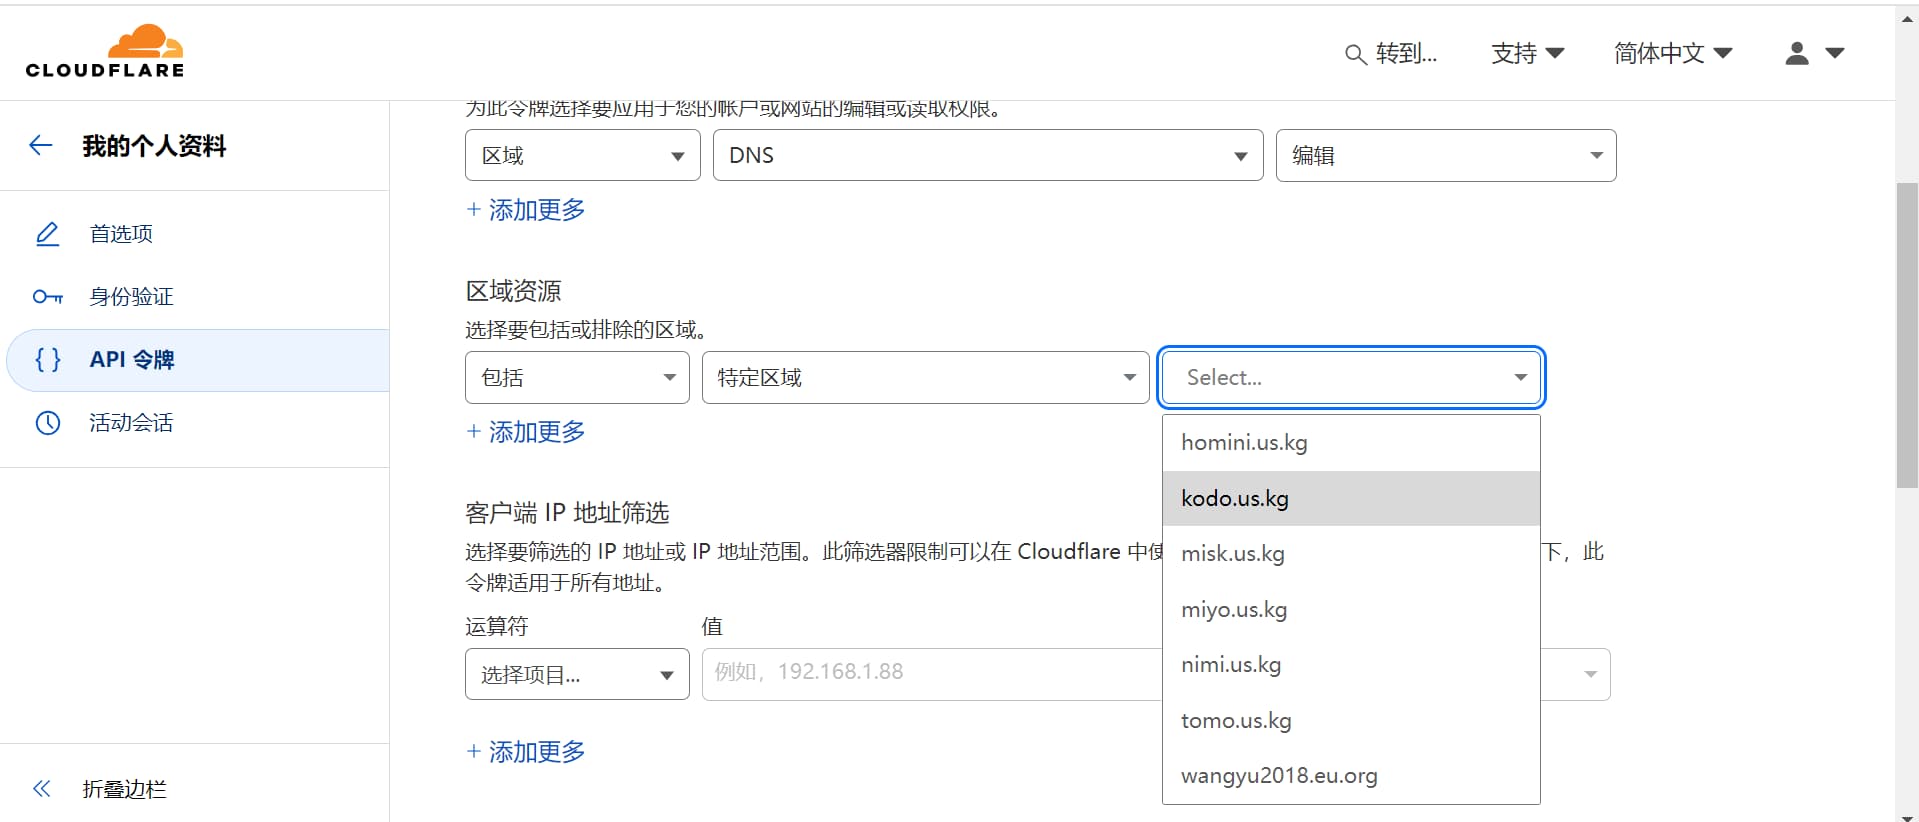 CLOUDFLARE
转到...
支持
简体中文
我的个人资料
首选项
身份验证
API 令牌
活动会话
折叠边栏
为此令牌选择要应用于您的帐户或网站的编辑或读取权限。
区域
DNS
编辑
+ 添加更多
区域资源
选择要包括或排除的区域。
包括
特定区域
Select...
+ 添加更多
homini.us.kg
kodo.us.kg
misk.us.kg
miyo.us.kg
nimi.us.kg
tomo.us.kg
wangyu2018.eu.org
客户端 IP 地址筛选
选择要筛选的 IP 地址或 IP 地址范围。此筛选器限制可以在 Cloudflare 中使 下，此
令牌适用于所有地址。
运算符
值
选择项目...
例如，192.168.1.88
+ 添加更多